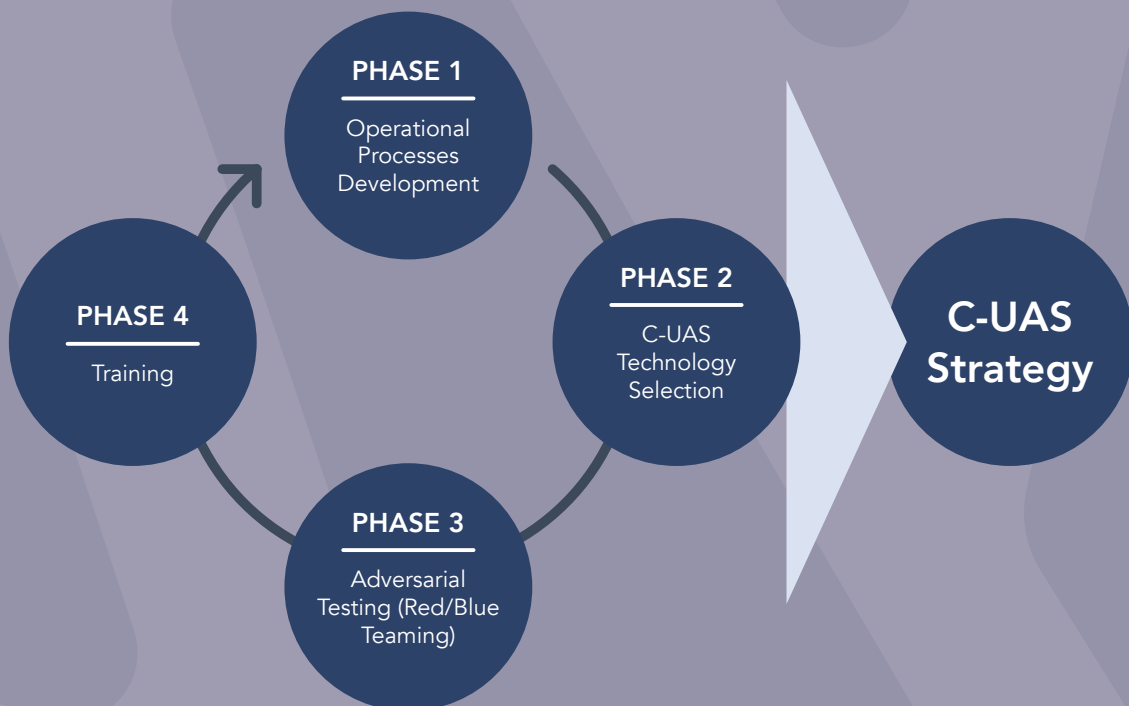 PHASE 1
Operational
Processes
Development
PHASE 2
C-UAS
Technology
Selection
PHASE 3
Adversarial
Testing (Red/Blue
Teaming)
PHASE 4
Training
C-UAS
Strategy